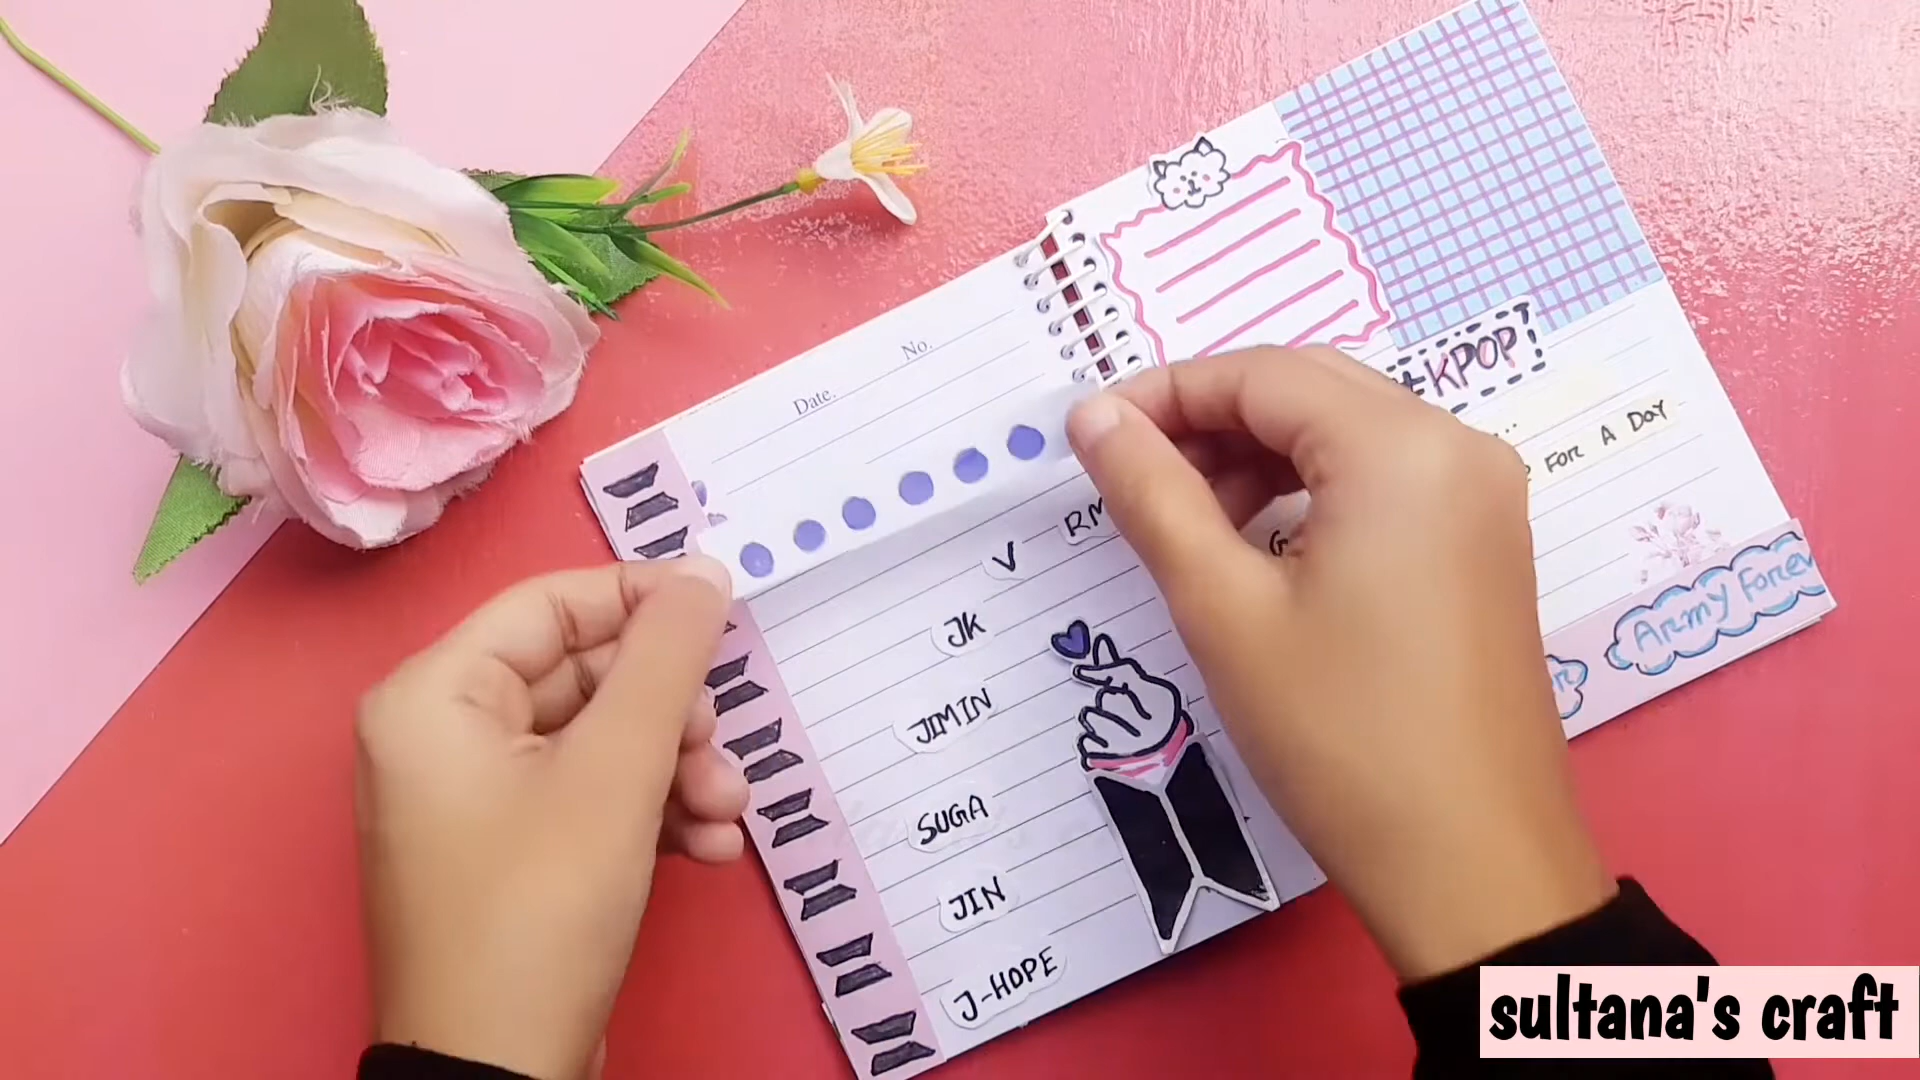 No.
Date.
KPOP
FOR A DAY
RM
V
JK
JIMIN
SUGA
JIN
J-HOPE
ARMY Forev
sultana's craft